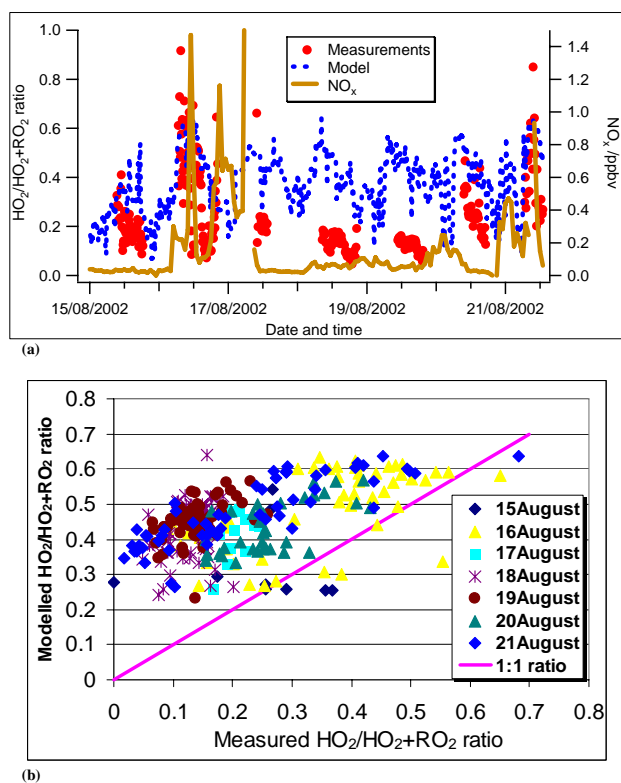 1.0
0.8
0.6
0.4
0.2
0.0
HO₂/HO₂+RO₂ ratio
Measurements
Model
NOₓ
1.4
1.2
1.0
0.8
0.6
0.4
0.2
0.0
NOₓ /ppbv
15/08/2002 17/08/2002 19/08/2002 21/08/2002
Date and time
(a)
0.8
0.7
0.6
0.5
0.4
0.3
0.2
0.1
0
Modelled HO₂/HO₂+RO₂ ratio
15August
16August
17August
18August
19August
20August
21August
1:1 ratio
0 0.1 0.2 0.3 0.4 0.5 0.6 0.7 0.8
Measured HO₂/HO₂+RO₂ ratio
(b)